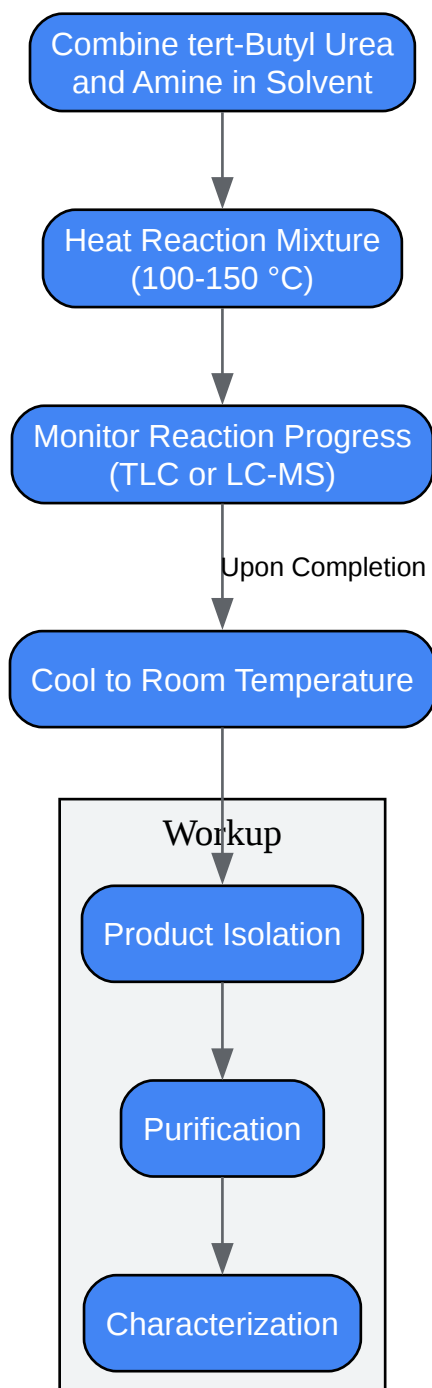 Combine tert-Butyl Urea
and Amine in Solvent
Heat Reaction Mixture
(100-150 °C)
Monitor Reaction Progress
(TLC or LC-MS)
Upon Completion
Cool to Room Temperature
Workup
Product Isolation
Purification
Characterization